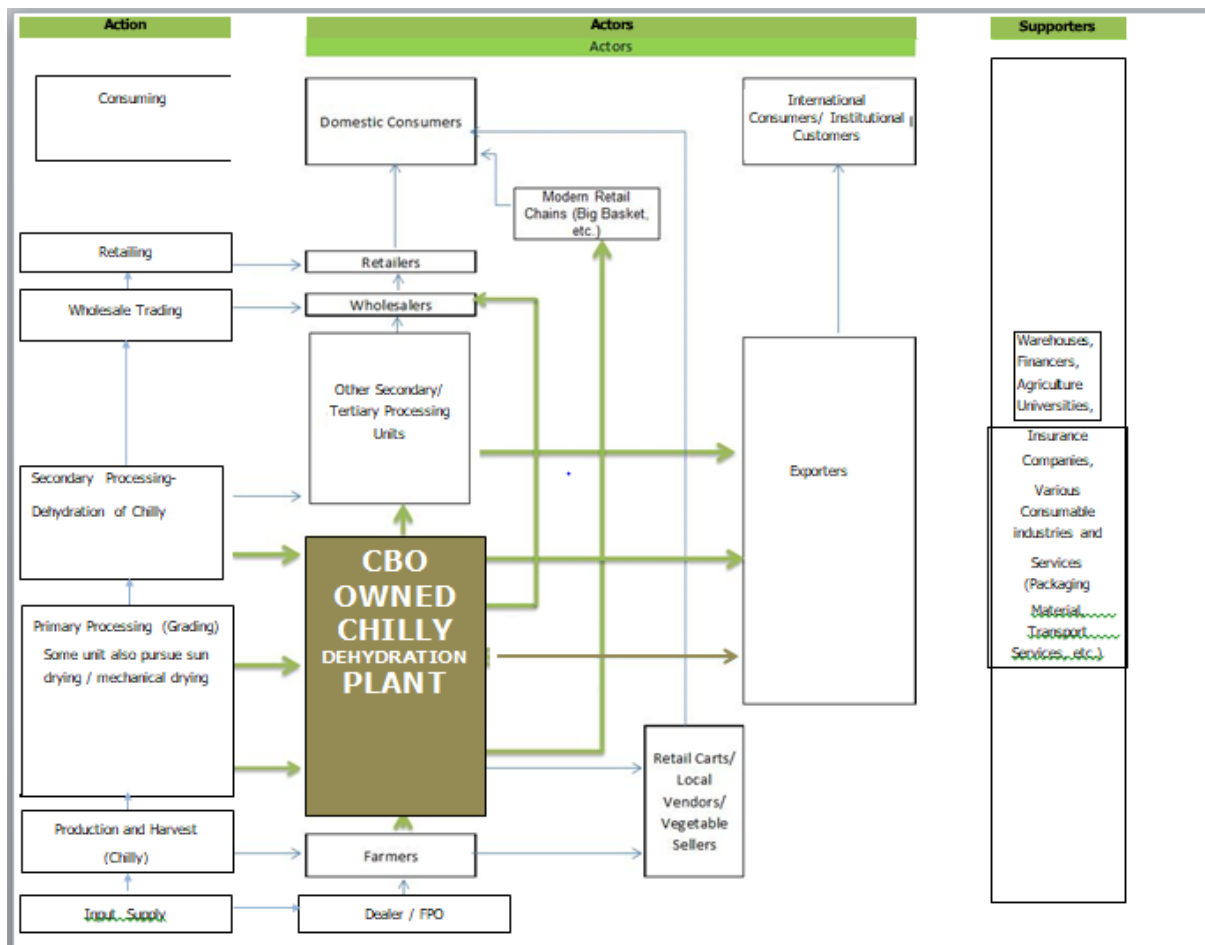 Action
Actors
Actors
Supporters
Consuming
Domestic Consumers
International
Consumers/ Institutional
Customers
Modern Retail
Chains (Big Basket,
etc.)
Retailing
Retailers
Wholesale Trading
Wholesalers
Other Secondary/
Tertiary Processing
Units
Exporters
Warehouses,
Financers,
Agriculture
Universities,
Insurance
Companies,
Various
Consumable
industries and
Services
(Packaging
Material,
Transport
Services, etc.)
Secondary Processing-
Dehydration of Chilly
CBO
OWNED
CHILLY
DEHYDRATION
PLANT
Primary Processing (Grading)
Some unit also pursue sun
drying / mechanical drying
Retail Carts/
Local
Vendors/
Vegetable
Sellers
Production and Harvest
(Chilly)
Farmers
Input Supply
Dealer / FPO